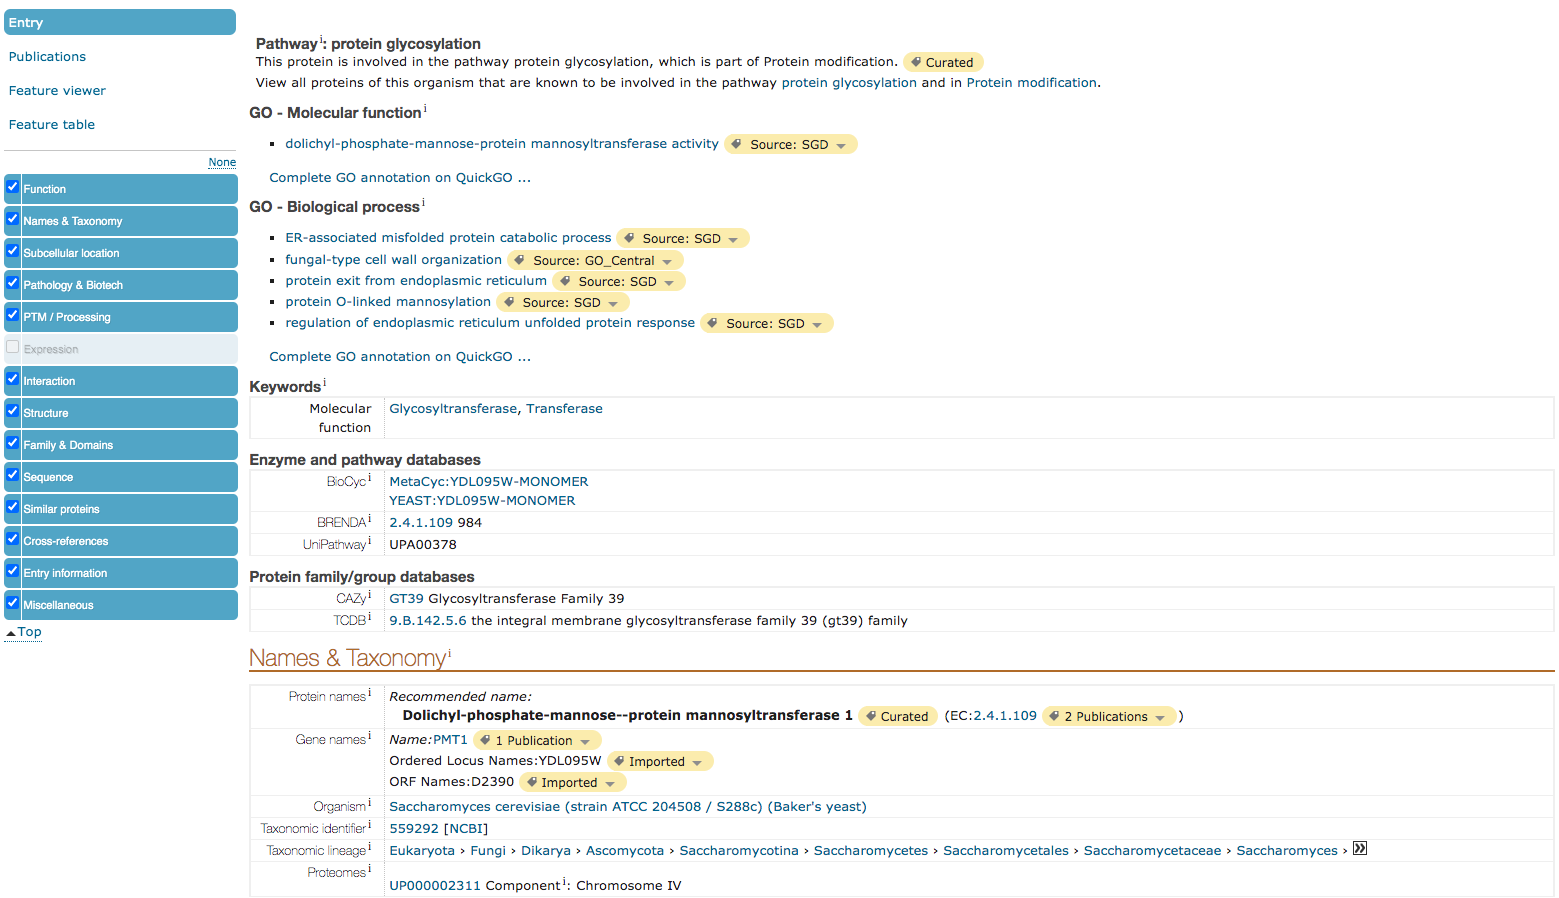 Entry
Publications
Feature viewer
Feature table
None
Function
Names & Taxonomy
Subcellular location
Pathology & Biotech
PTM / Processing
Expression
Interaction
Structure
Family & Domains
Sequence
Similar proteins
Cross-references
Entry information
Miscellaneous
Top
Pathway i: protein glycosylation
This protein is involved in the pathway protein glycosylation, which is part of Protein modification. Curated
View all proteins of this organism that are known to be involved in the pathway protein glycosylation and in Protein modification.
GO - Molecular function i
dolichyl-phosphate-mannose-protein mannosyltransferase activity Source: SGD
Complete GO annotation on QuickGO ...
GO - Biological process i
ER-associated misfolded protein catabolic process Source: SGD
fungal-type cell wall organization Source: GO_Central
protein exit from endoplasmic reticulum Source: SGD
protein O-linked mannosylation Source: SGD
regulation of endoplasmic reticulum unfolded protein response Source: SGD
Complete GO annotation on QuickGO ...
Keywords i
Molecular function Glycosyltransferase, Transferase
Enzyme and pathway databases
BioCyc i MetaCyc:YDL095W-MONOMER
YEAST:YDL095W-MONOMER
BRENDA i 2.4.1.109 984
UniPathway i UPA00378
Protein family/group databases
CAZy i GT39 Glycosyltransferase Family 39
TCDB i 9.B.142.5.6 the integral membrane glycosyltransferase family 39 (gt39) family
Names & Taxonomy i
Protein names i Recommended name:
Dolichyl-phosphate-mannose--protein mannosyltransferase 1 Curated (EC:2.4.1.109 2 Publications )
Gene names i Name:PMT1 1 Publication
Ordered Locus Names:YDL095W Imported
ORF Names:D2390 Imported
Organism i Saccharomyces cerevisiae (strain ATCC 204508 / S288c) (Baker's yeast)
Taxonomic identifier i 559292 [NCBI]
Taxonomic lineage i Eukaryota › Fungi › Dikarya › Ascomycota › Saccharomycotina › Saccharomycetes › Saccharomycetales › Saccharomycetaceae › Saccharomyces › »
Proteomes i
UP000002311 Component i: Chromosome IV